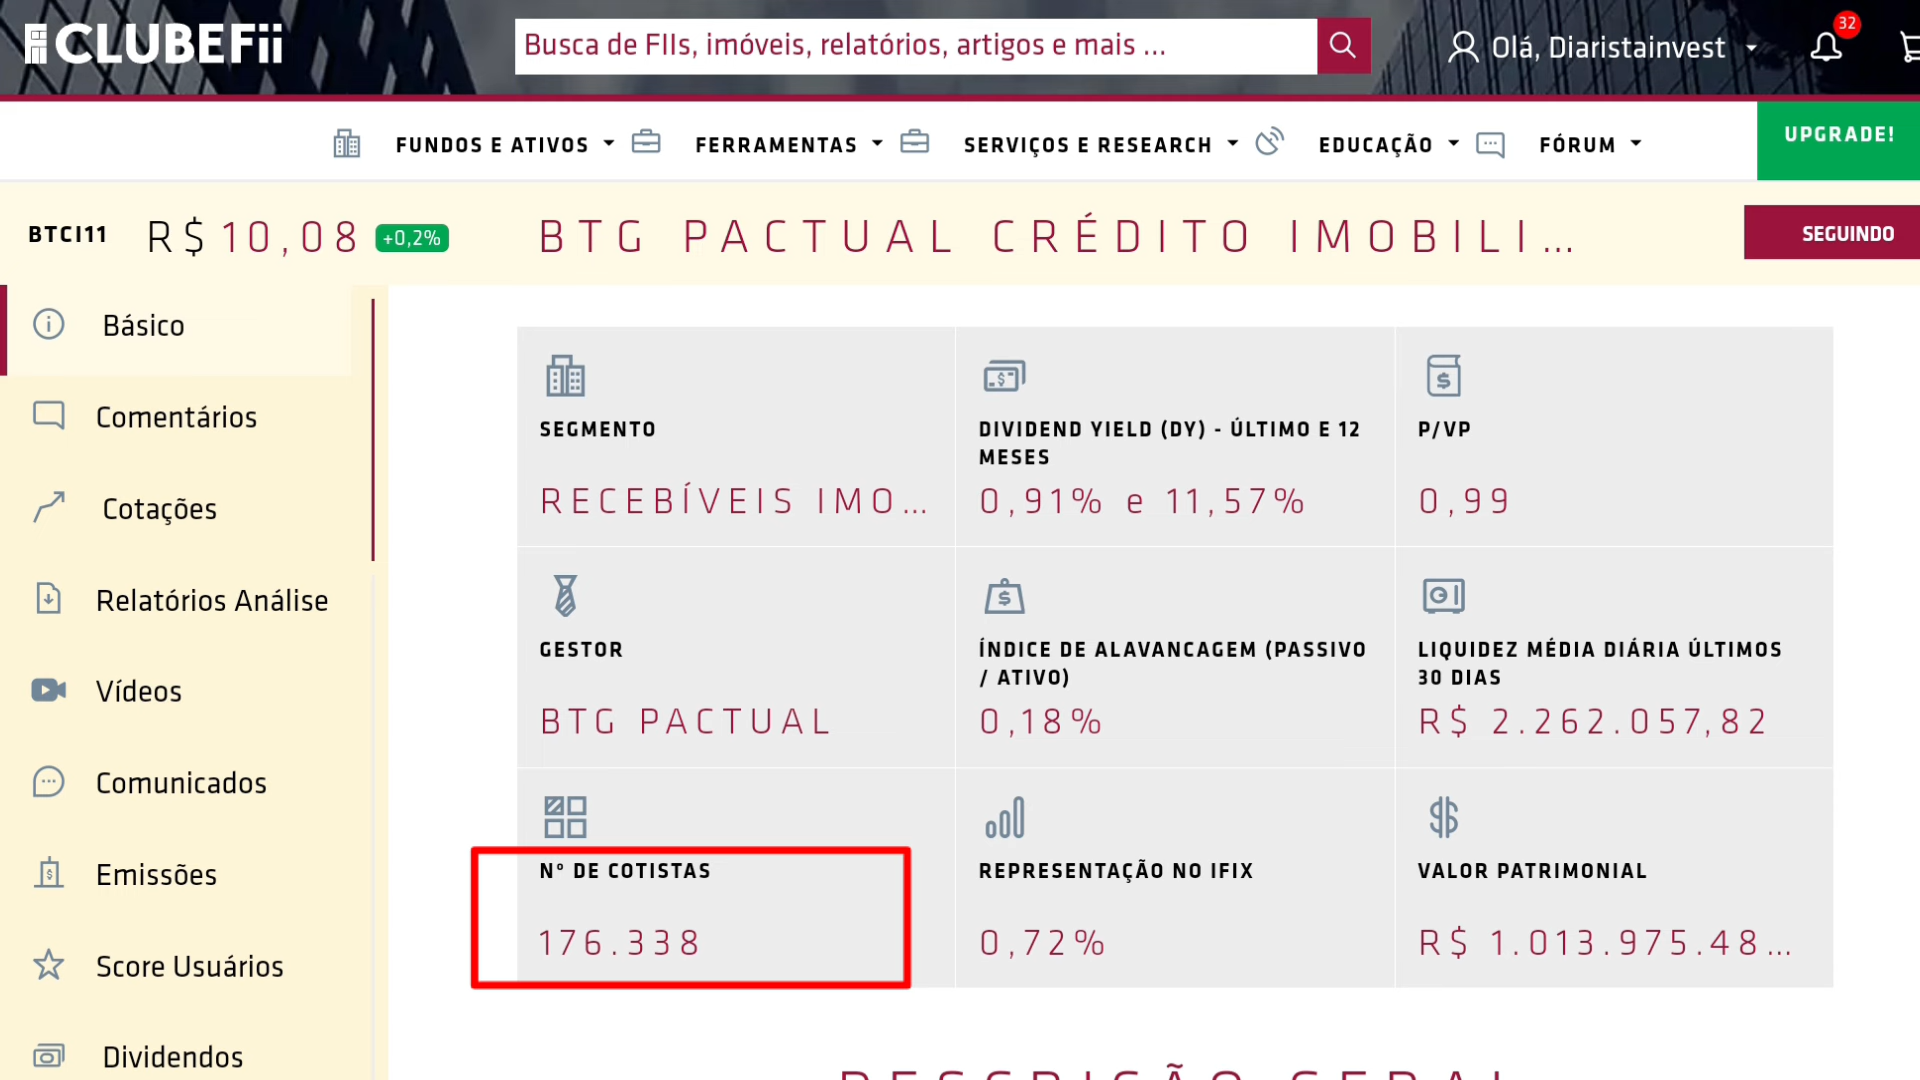 CLUBEFii
Busca de FIIs, imóveis, relatórios, artigos e mais ...
Olá, Diaristainvest
32
FUNDOS E ATIVOS
FERRAMENTAS
SERVIÇOS E RESEARCH
EDUCAÇÃO
FÓRUM
UPGRADE!
BTCI11
R$ 10,08
+0,2%
BTG PACTUAL CRÉDITO IMOBILI...
SEGUINDO
Básico
Comentários
Cotações
Relatórios Análise
Vídeos
Comunicados
Emissões
Score Usuários
Dividendos
SEGMENTO
RECEBÍVEIS IMO...
DIVIDEND YIELD (DY) - ÚLTIMO E 12
MESES
0,91% e 11,57%
P/VP
0,99
GESTOR
BTG PACTUAL
ÍNDICE DE ALAVANCAGEM (PASSIVO
/ ATIVO)
0,18%
LIQUIDEZ MÉDIA DIÁRIA ÚLTIMOS
30 DIAS
R$ 2.262.057,82
N° DE COTISTAS
176.338
REPRESENTAÇÃO NO IFIX
0,72%
VALOR PATRIMONIAL
R$ 1.013.975.48...
DESCRIÇÃO GERAL